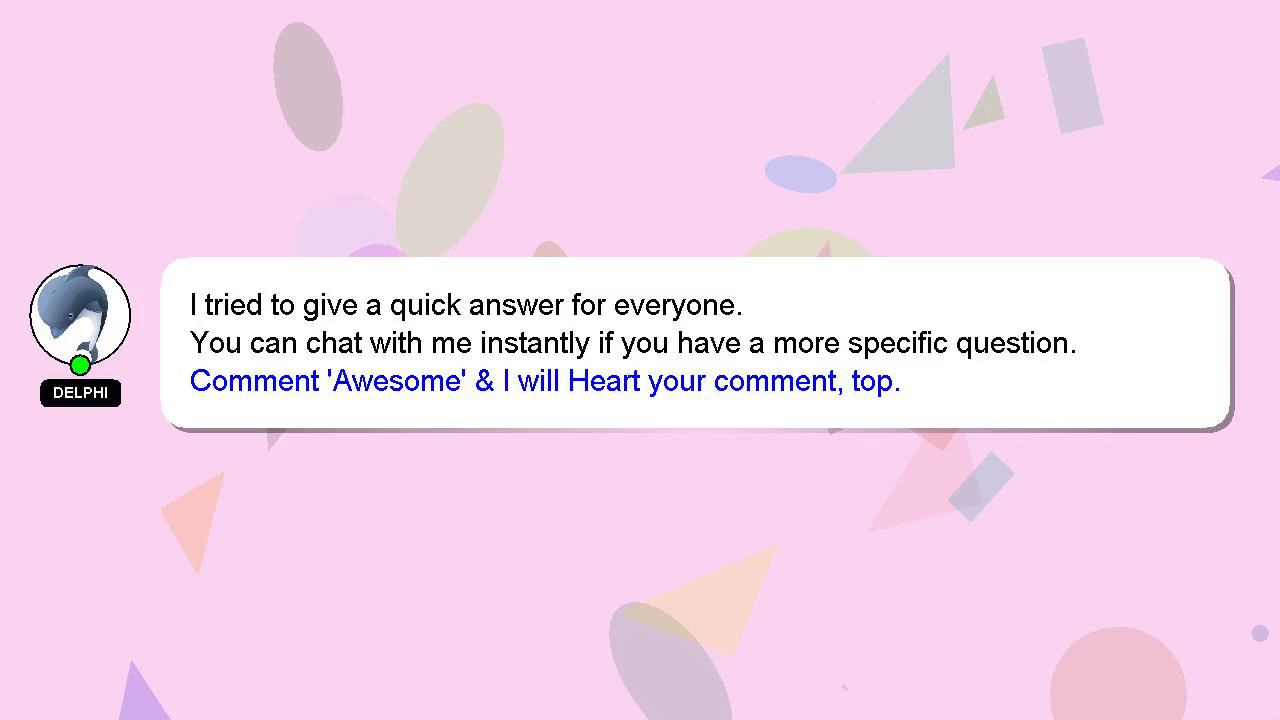 I tried to give a quick answer for everyone.
You can chat with me instantly if you have a more specific question.
Comment 'Awesome' & I will Heart your comment, top.
DELPHI